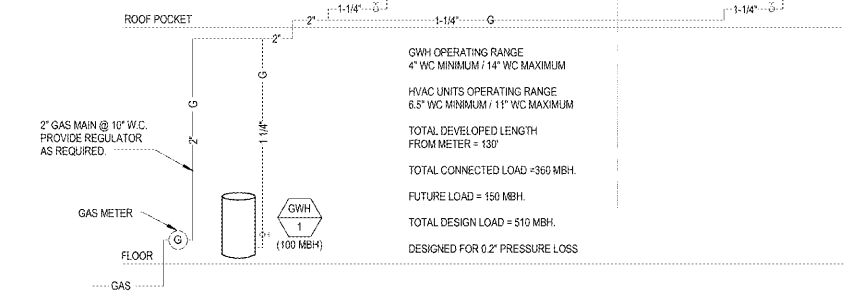 1-1/4"
1-1/4"
ROOF POCKET
2"
1-1/4"
G
2"
GWH OPERATING RANGE
4" WC MINIMUM / 14" WC MAXIMUM
G
G
HVAC UNITS OPERATING RANGE
6.5" WC MINIMUM / 11" WC MAXIMUM
2" GAS MAIN @ 10" W.C.
PROVIDE REGULATOR
AS REQUIRED.
2"
1 1/4"
TOTAL DEVELOPED LENGTH
FROM METER = 130'
TOTAL CONNECTED LOAD =360 MBH.
FUTURE LOAD = 150 MBH.
GAS METER
GWH
1
(100 MBH)
TOTAL DESIGN LOAD = 510 MBH.
G
DESIGNED FOR 0.2" PRESSURE LOSS
FLOOR
GAS